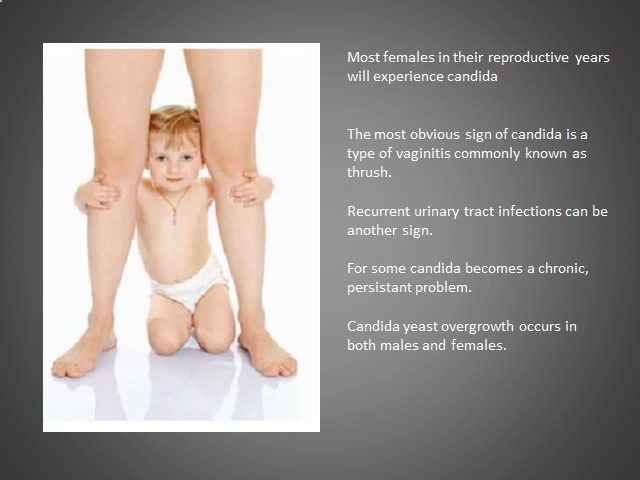 Most females in their reproductive years
will experience candida
The most obvious sign of candida is a
type of vaginitis commonly known as
thrush.
Recurrent urinary tract infections can be
another sign.
For some candida becomes a chronic,
persistant problem.
Candida yeast overgrowth occurs in
both males and females.